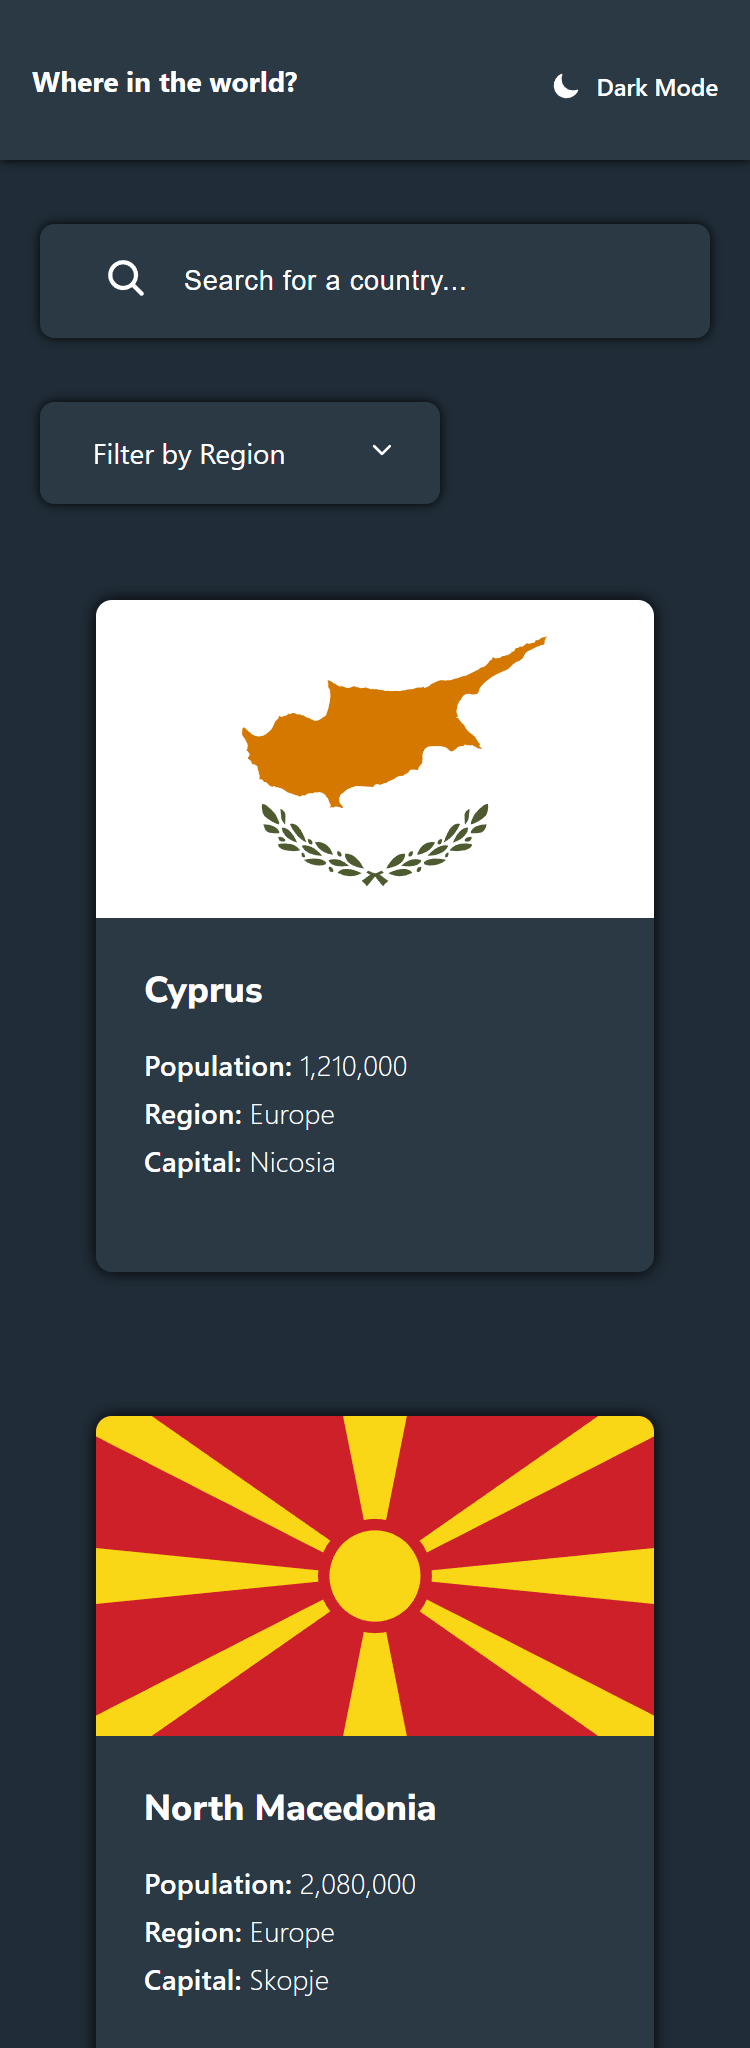 Where in the world?
Dark Mode
Search for a country...
Filter by Region
Cyprus
Population: 1,210,000
Region: Europe
Capital: Nicosia
North Macedonia
Population: 2,080,000
Region: Europe
Capital: Skopje